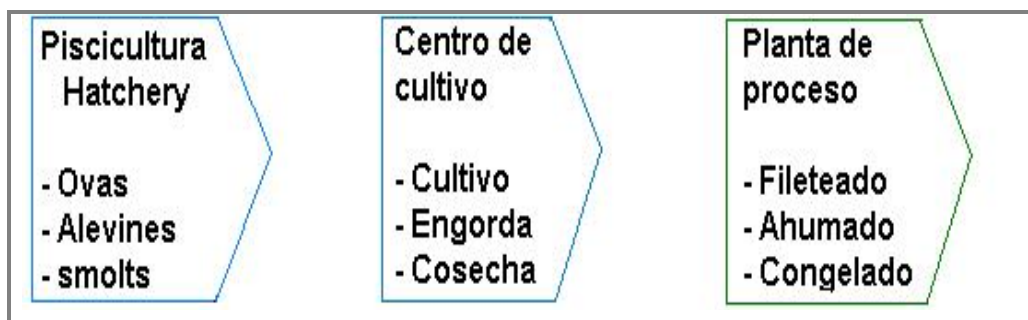 Piscicultura
Hatchery
- Ovas
- Alevines
- smolts
Centro de
cultivo
- Cultivo
- Engorda
- Cosecha
Planta de
proceso
- Fileteado
- Ahumado
- Congelado